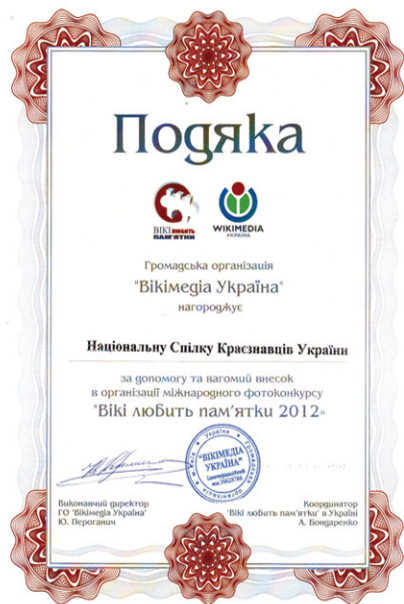 Подяка
ВІКІ ЛЮБИТЬ
ПАМ'ЯТКИ
WIKIMEDIA
УКРАЇНА
Громадська організація
"Вікімедіа Україна"
нагороджує
Національну Спілку Краєзнавців України
за допомогу та вагомий внесок
в організації міжнародного фотоконкурсу
"Вікі любить пам'ятки 2012»
"ВІКІМЕДІА
УКРАЇНА"
Виконавчий директор
ГО "Вікімедіа Україна"
Ю. Пероганич
Координатор
"Вікі любить пам'ятки" в Україні
А. Бондаренко